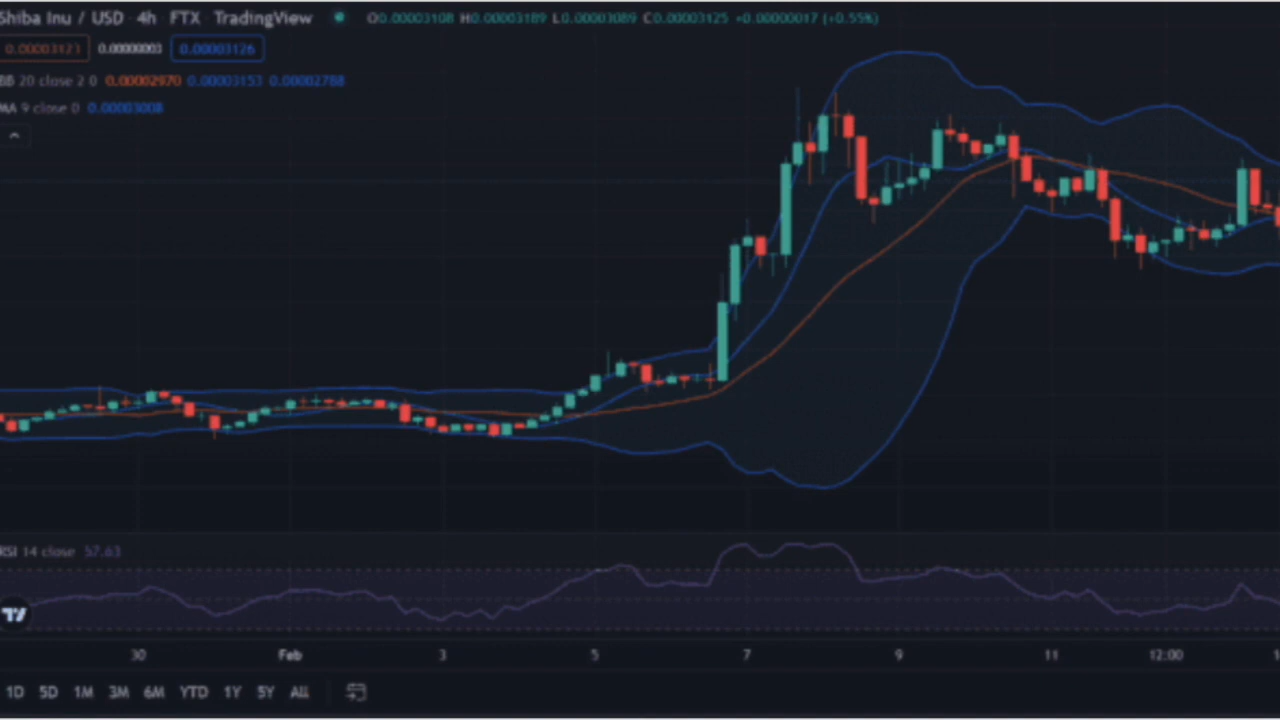 Shiba Inu / USD · 4h · FTX · TradingView O0.00003108 H0.00003189 L0.00003089 C0.00003125 +0.00000017 (+0.55%)
0.00003123 0.00000003 0.00003126
BB 20 close 2 0 0.00002970 0.00003153 0.00002788
MA 9 close 0 0.00003008
RSI 14 close 57.63
30 Feb 3 5 7 9 11 12:00
1D 5D 1M 3M 6M YTD 1Y 5Y All